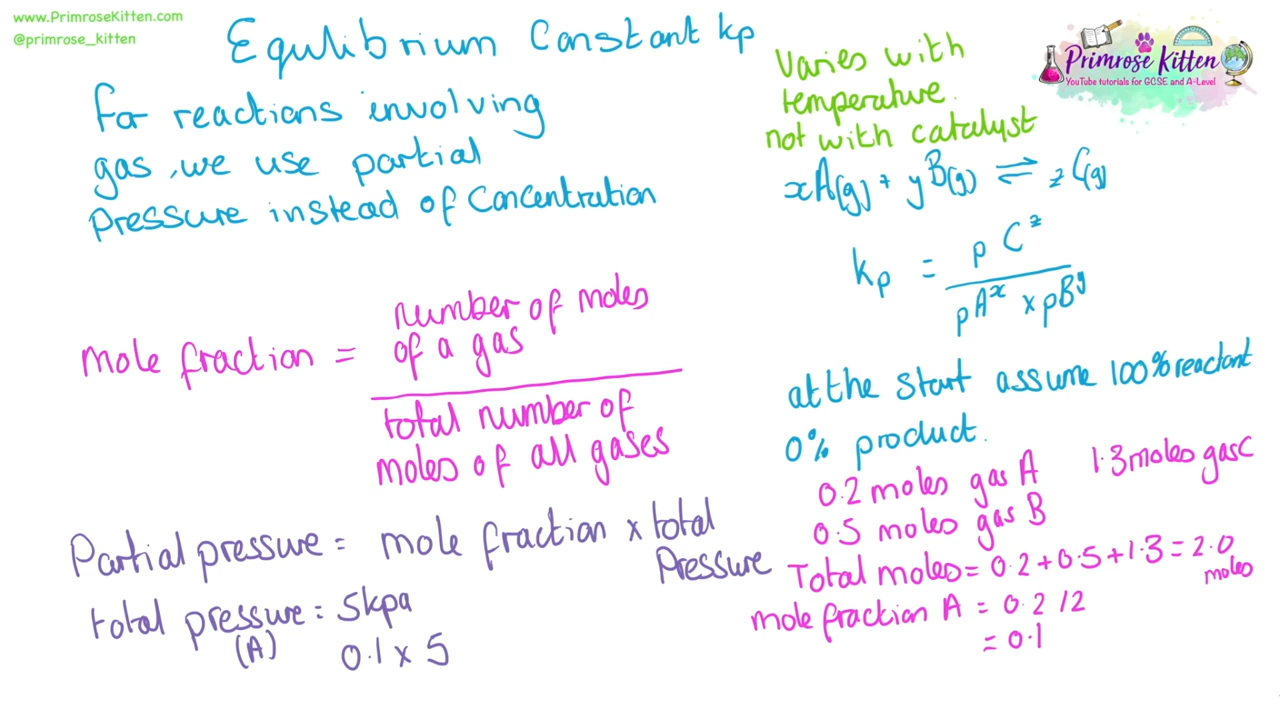 www.PrimroseKitten.com
@primrose_kitten
Equlibrium Constant kp
for reactions involving
gas, we use partial
pressure instead of Concentration
mole fraction = number of moles
of a gas
total number of
moles of all gases
Partial pressure = mole fraction x total
Pressure
total pressure = 5kpa
(A) 0.1 x 5
Varies with
temperature.
not with catalyst
Primrose Kitten
YouTube tutorials for GCSE and A-Level
xA(g) + yB(g) ⇌ zC(g)
kp = pC^z
pA^x x pB^y
at the start assume 100% reactant
0% product.
0.2 moles gas A
1.3 moles gas C
0.5 moles gas B
Total moles = 0.2 + 0.5 + 1.3 = 2.0
moles
mole fraction A = 0.2 / 2
= 0.1